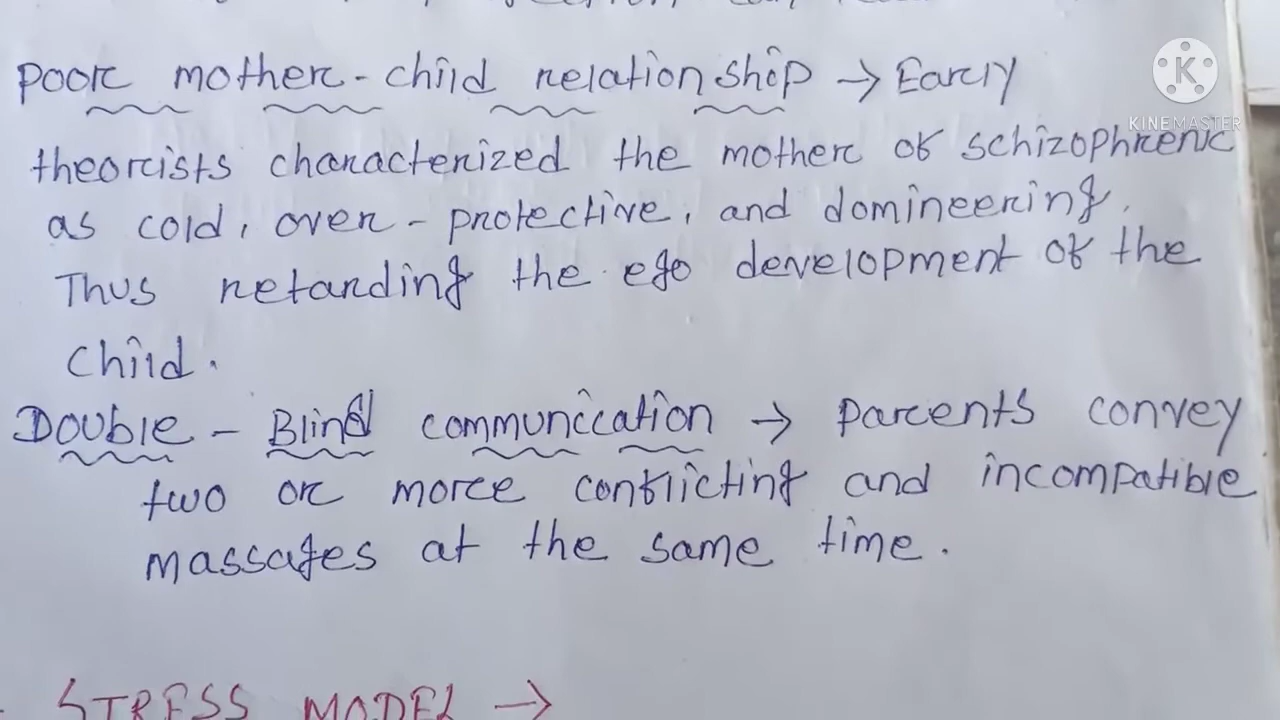 Poor mother - child relationship → Early
theorists characterized the mother of schizophrenic
as cold, over - protective, and domineering.
Thus retarding the ego development of the
child.
Double - Blind communication → parents convey
two or more conflicting and incompatible
massages at the same time.
STRESS MODEL →
K
KINEMASTER